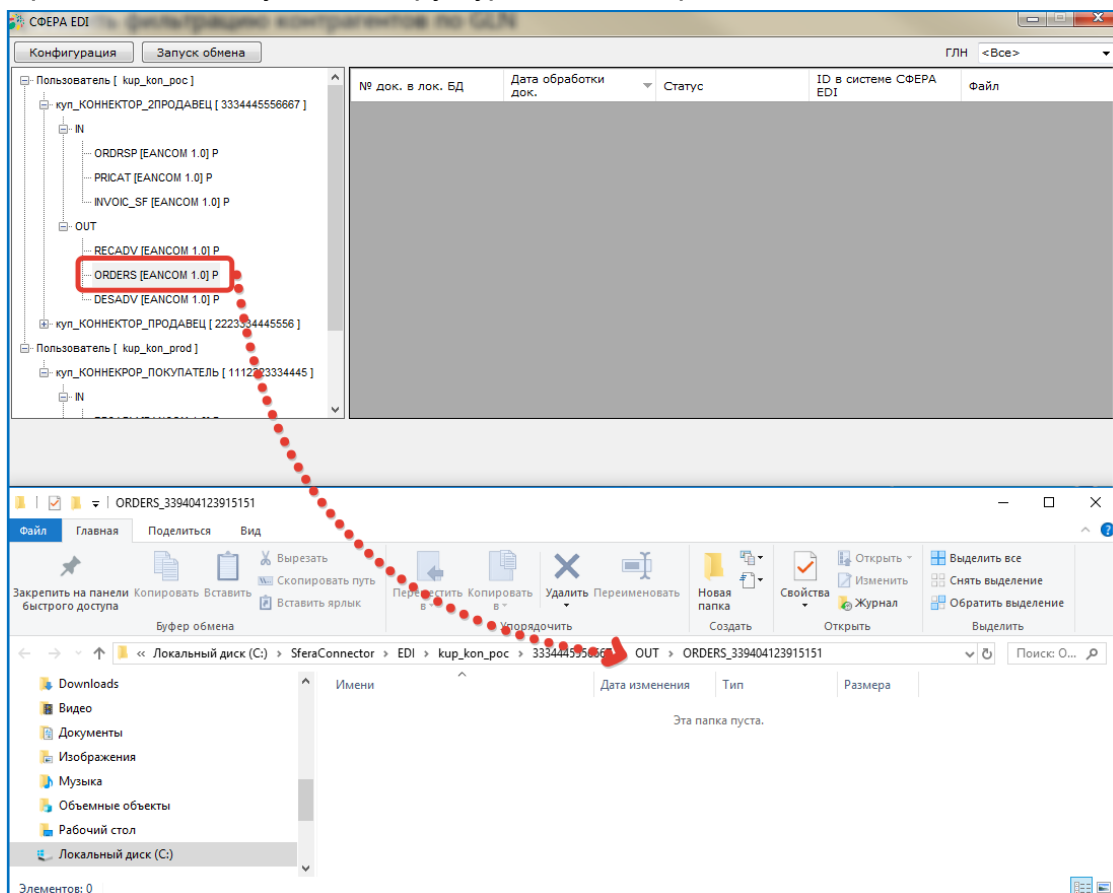 фильтрацию контрагентов по GLN
СФЕРА EDI
Конфигурация Запуск обмена ГЛН <Все>
Пользователь [ kup_kon_poc ]
куп_КОННЕКТОР_2ПРОДАВЕЦ [ 3334445556667 ]
IN
ORDRSP [EANCOM 1.0] P
PRICAT [EANCOM 1.0] P
INVOIC_SF [EANCOM 1.0] P
OUT
RECADV [EANCOM 1.0] P
ORDERS [EANCOM 1.0] P
DESADV [EANCOM 1.0] P
куп_КОННЕКТОР_ПРОДАВЕЦ [ 2223334445556 ]
Пользователь [ kup_kon_prod ]
куп_КОННЕКРОР_ПОКУПАТЕЛЬ [ 1112223334445 ]
IN
№ док. в лок. БД Дата обработки док. Статус ID в системе СФЕРА EDI Файл
ORDERS_339404123915151
Файл Главная Поделиться Вид
Закрепить на панели быстрого доступа Копировать Вставить Вырезать Скопировать путь Вставить ярлык
Переместить в Копировать в Удалить Переименовать Новая папка Свойства Открыть Изменить Журнал Выделить все Снять выделение Обратить выделение
Буфер обмена Упорядочить Создать Открыть Выделить
« Локальный диск (C:) › SferaConnector › EDI › kup_kon_poc › 3334445556667 › OUT › ORDERS_339404123915151 Поиск: O...
Downloads
Видео
Документы
Изображения
Музыка
Объемные объекты
Рабочий стол
Локальный диск (C:)
Имени Дата изменения Тип Размера
Эта папка пуста.
Элементов: 0